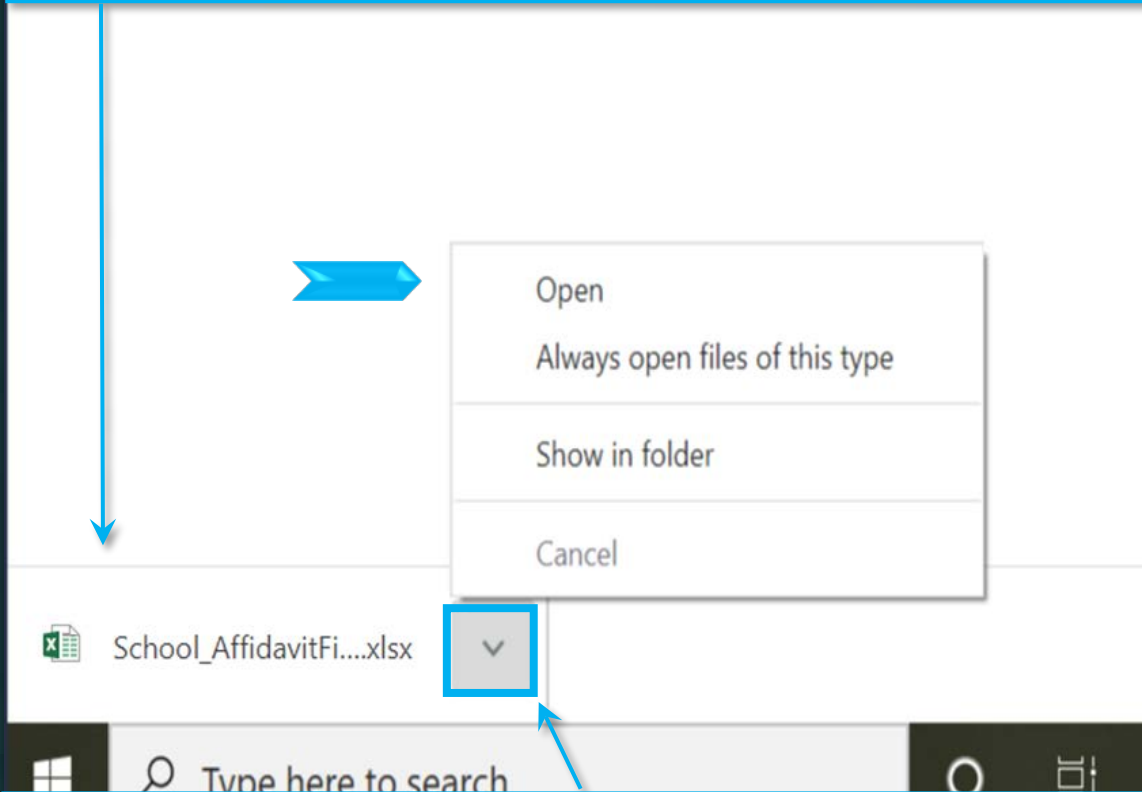 Open
Always open files of this type
Show in folder
Cancel
School_AffidavitFi....xlsx
Type here to search